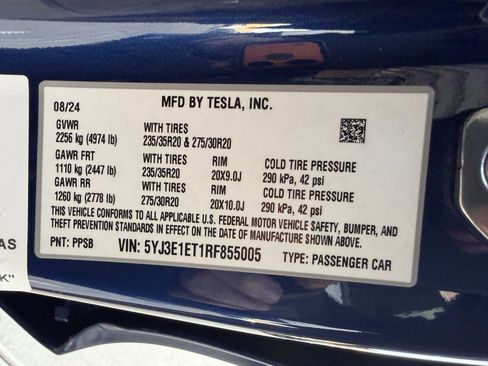 08/24
MFD BY TESLA, INC.
GVWR WITH TIRES
2256 kg (4974 lb) 235/35R20 & 275/30R20
GAWR FRT WITH TIRES RIM COLD TIRE PRESSURE
1110 kg (2447 lb) 235/35R20 20X9.0J 290 kPa, 42 psi
GAWR RR WITH TIRES RIM COLD TIRE PRESSURE
1260 kg (2778 lb) 275/30R20 20X10.0J 290 kPa, 42 psi
THIS VEHICLE CONFORMS TO ALL APPLICABLE U.S. FEDERAL MOTOR VEHICLE SAFETY, BUMPER, AND
THEFT PREVENTION STANDARDS IN EFFECT ON THE DATE OF MANUFACTURE SHOWN ABOVE.
PNT: PPSB VIN: 5YJ3E1ET1RF855005 TYPE: PASSENGER CAR
AS
K"